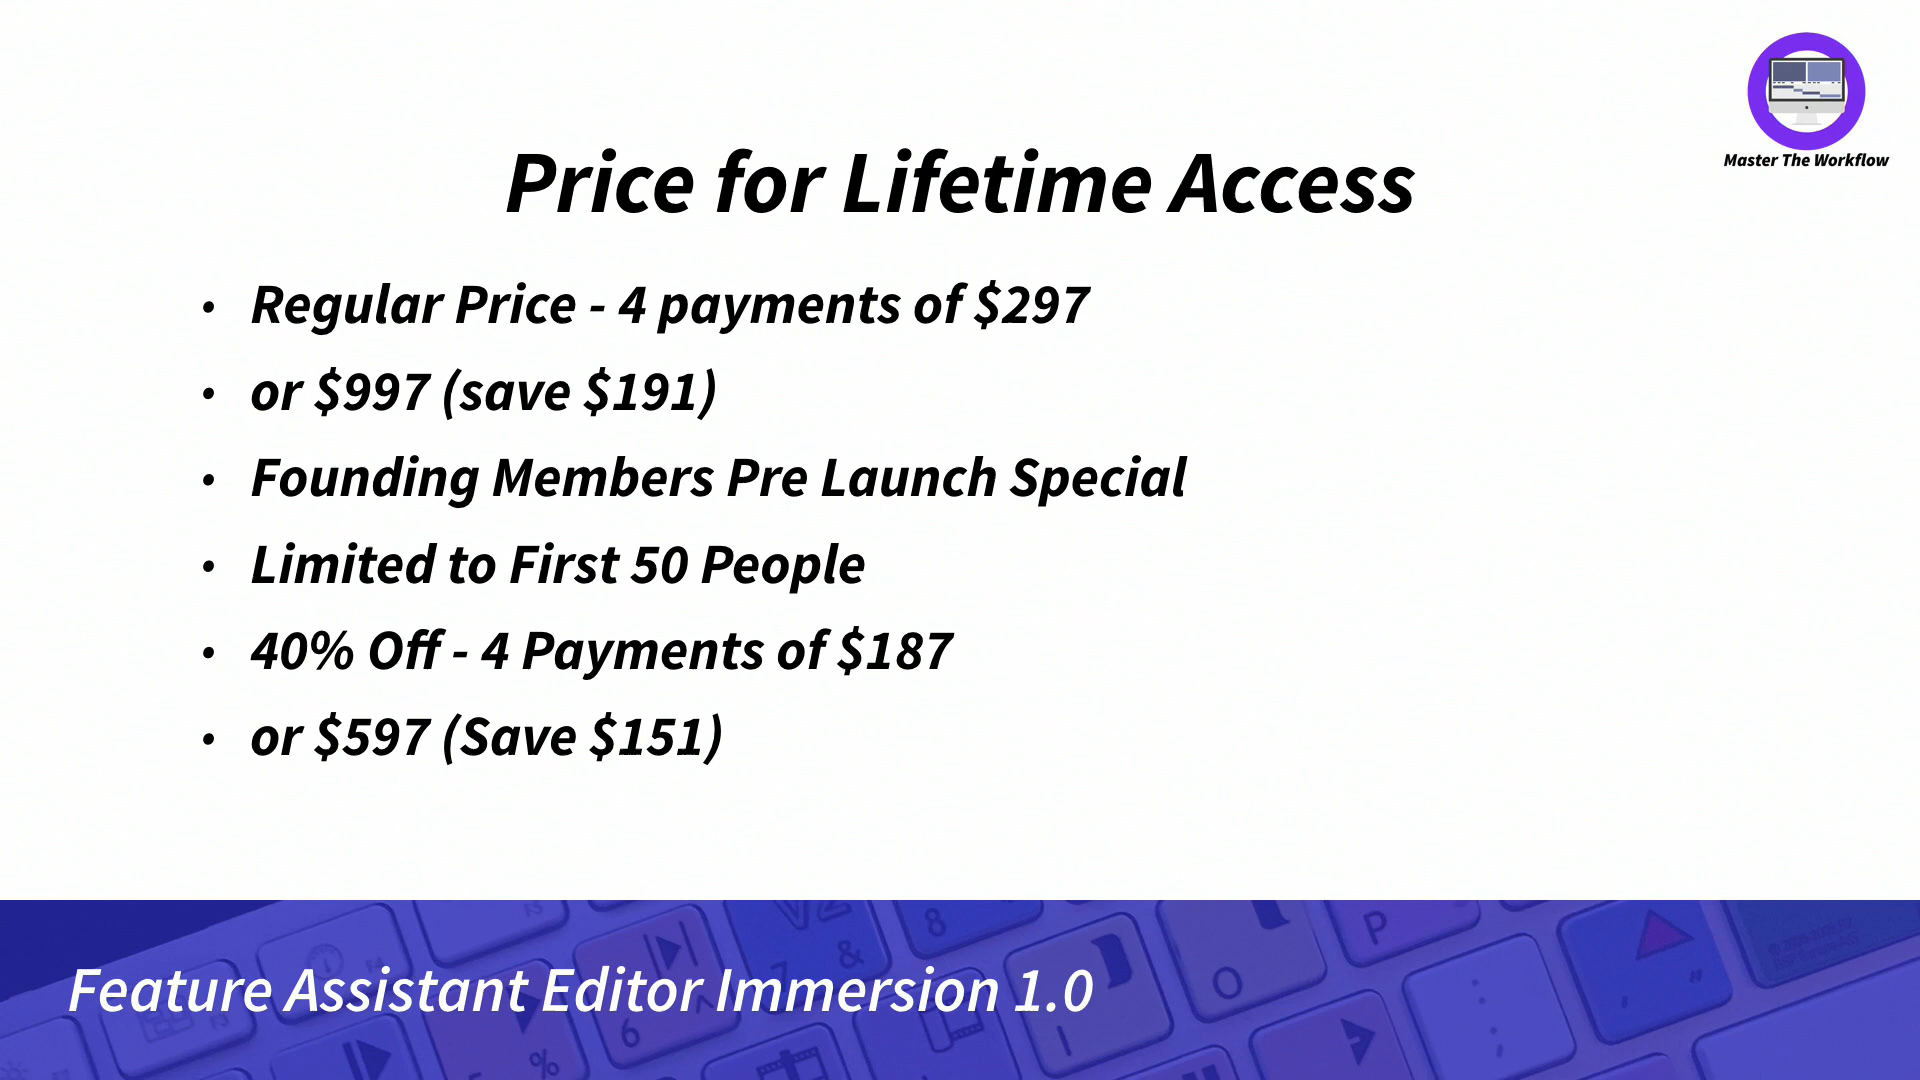 Master The Workflow
Price for Lifetime Access
• Regular Price - 4 payments of $297
• or $997 (save $191)
• Founding Members Pre Launch Special
• Limited to First 50 People
• 40% Off - 4 Payments of $187
• or $597 (Save $151)
Feature Assistant Editor Immersion 1.0